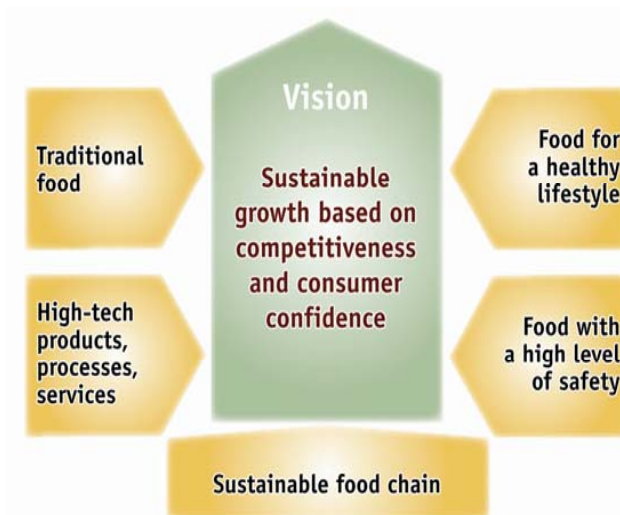 Vision
Sustainable
growth based on
competitiveness
and consumer
confidence
Traditional
food
High-tech
products,
processes,
services
Food for
a healthy
lifestyle
Food with
a high level
of safety
Sustainable food chain